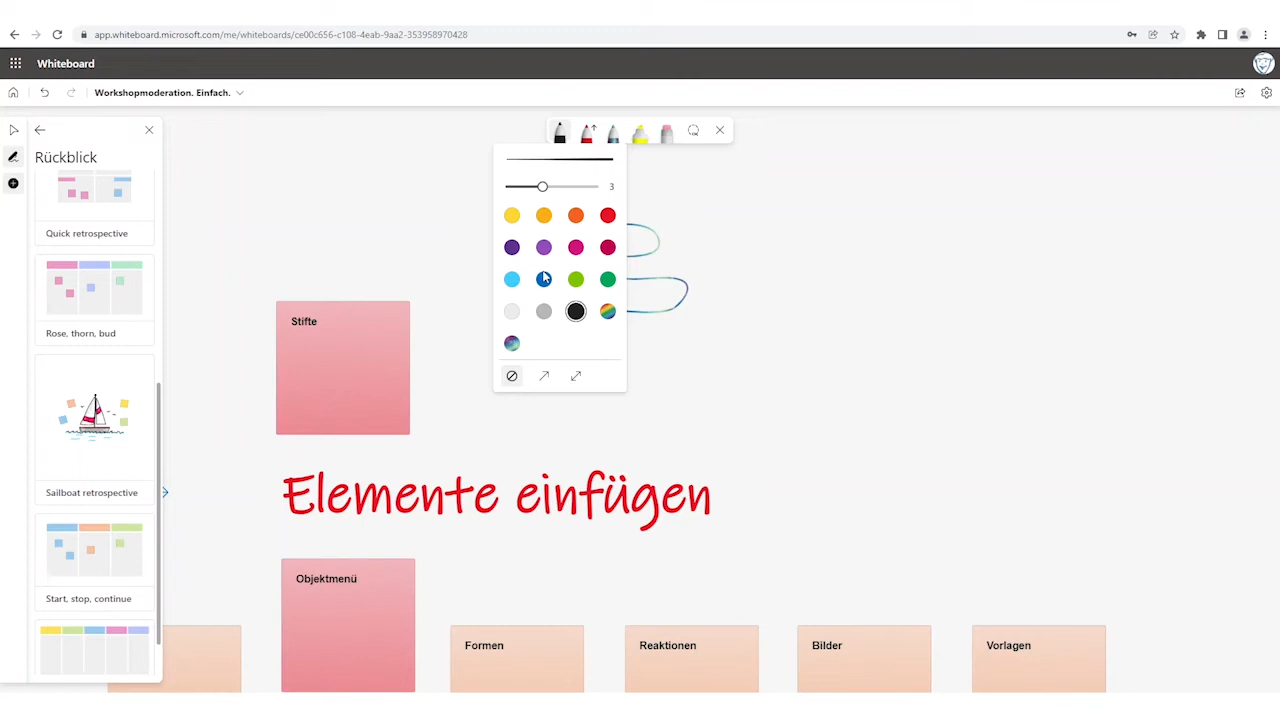 app.whiteboard.microsoft.com/me/whiteboards/ce00c656-c108-4eab-9aa2-353958970428
Whiteboard
Workshopmoderation. Einfach.
Rückblick
Quick retrospective
Rose, thorn, bud
Sailboat retrospective
Start, stop, continue
3
Stifte
Elemente einfügen
Objektmenü
Formen
Reaktionen
Bilder
Vorlagen